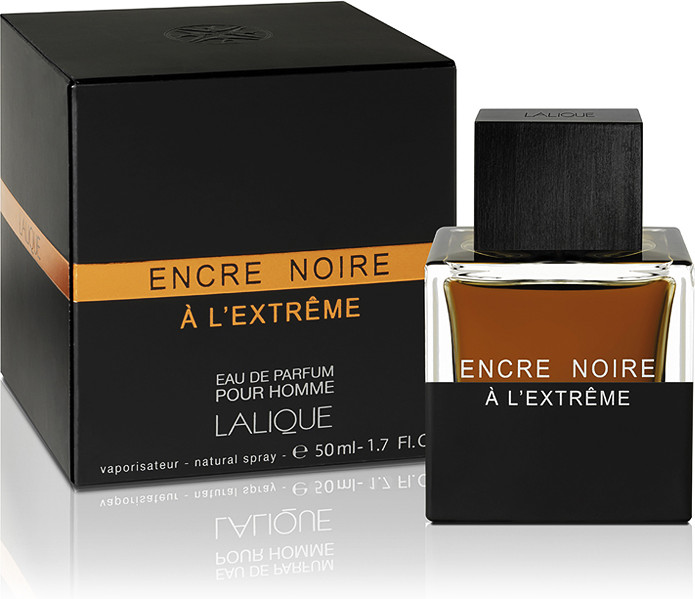 LALIQUE
ENCRE NOIRE
À L'EXTRÊME
EAU DE PARFUM
POUR HOMME
LALIQUE
vaporisateur - natural spray - ℮ 50ml- 1.7 FL.O
LALIQUE
ENCRE NOIRE
À L'EXTRÊME